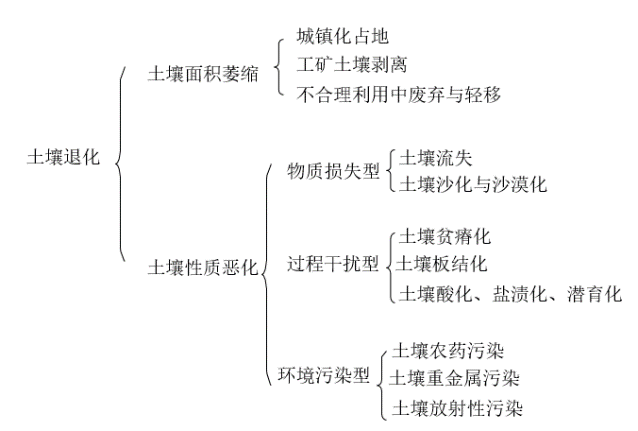 城镇化占地
土壤面积萎缩
工矿土壤剥离
不合理利用中废弃与轻移
土壤退化
物质损失型
土壤流失
土壤沙化与沙漠化
土壤性质恶化
过程干扰型
土壤贫瘠化
土壤板结化
土壤酸化、盐渍化、潜育化
环境污染型
土壤农药污染
土壤重金属污染
土壤放射性污染